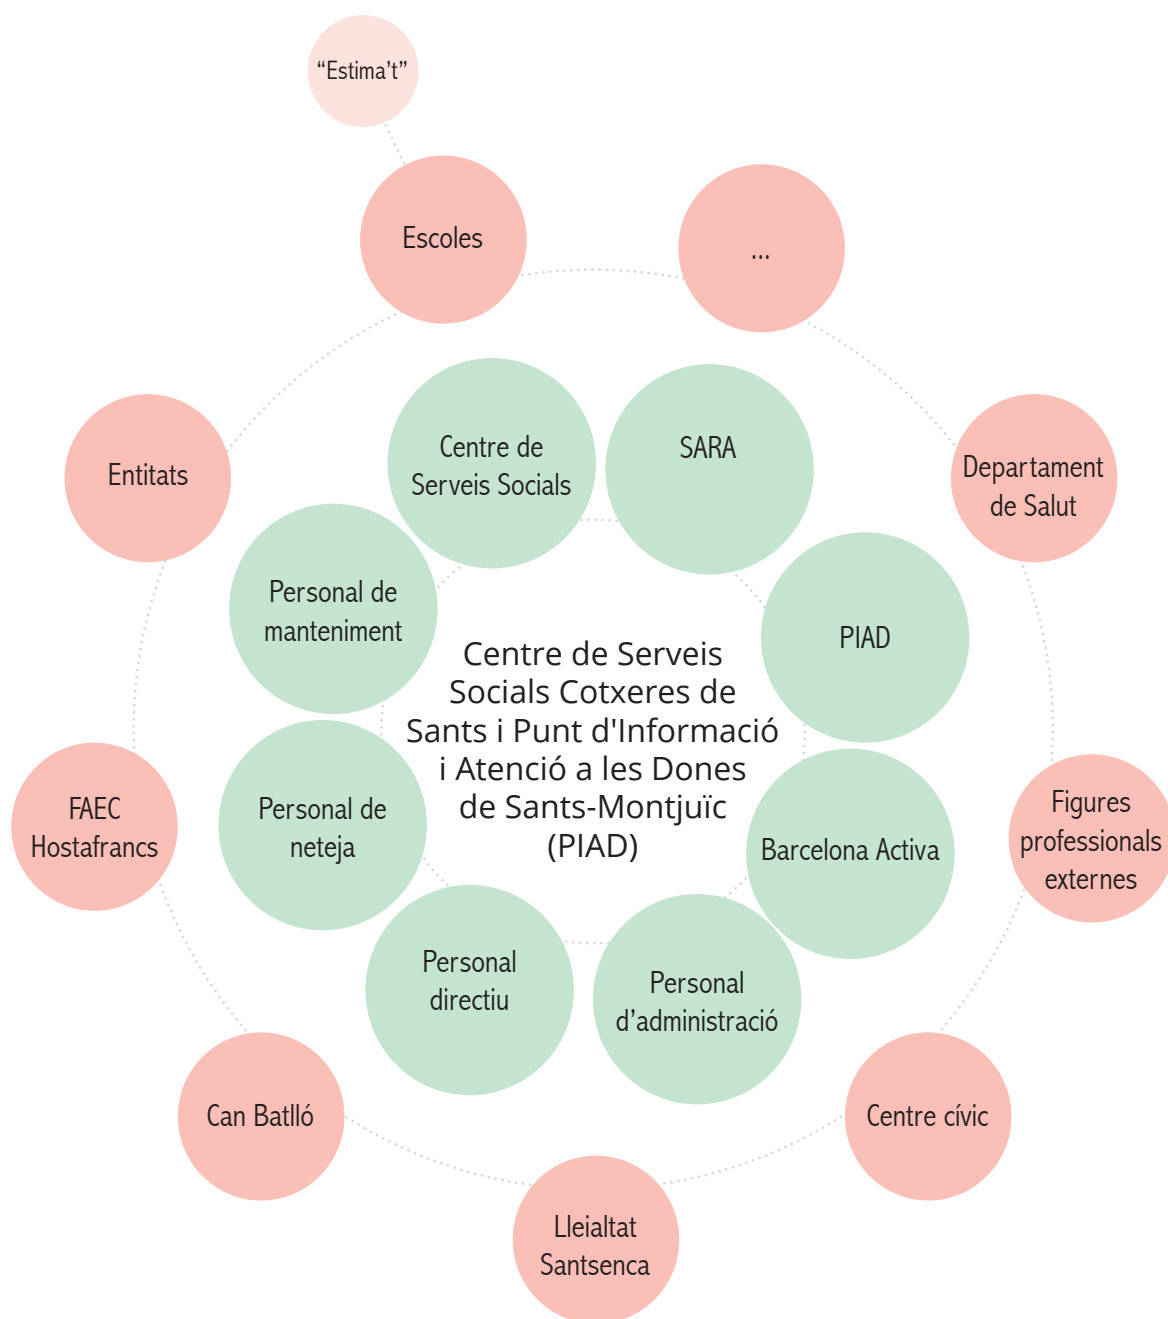 “Estima’t”
Escoles
...
Entitats
Departament
de Salut
Centre de
Serveis Socials
SARA
Personal de
manteniment
PIAD
Centre de Serveis
Socials Cotxeres de
Sants i Punt d'Informació
i Atenció a les Dones
de Sants-Montjuïc
(PIAD)
FAEC
Hostafrancs
Personal de
neteja
Barcelona Activa
Figures
professionals
externes
Personal
directiu
Personal
d’administració
Can Batlló
Centre cívic
Lleialtat
Santsenca